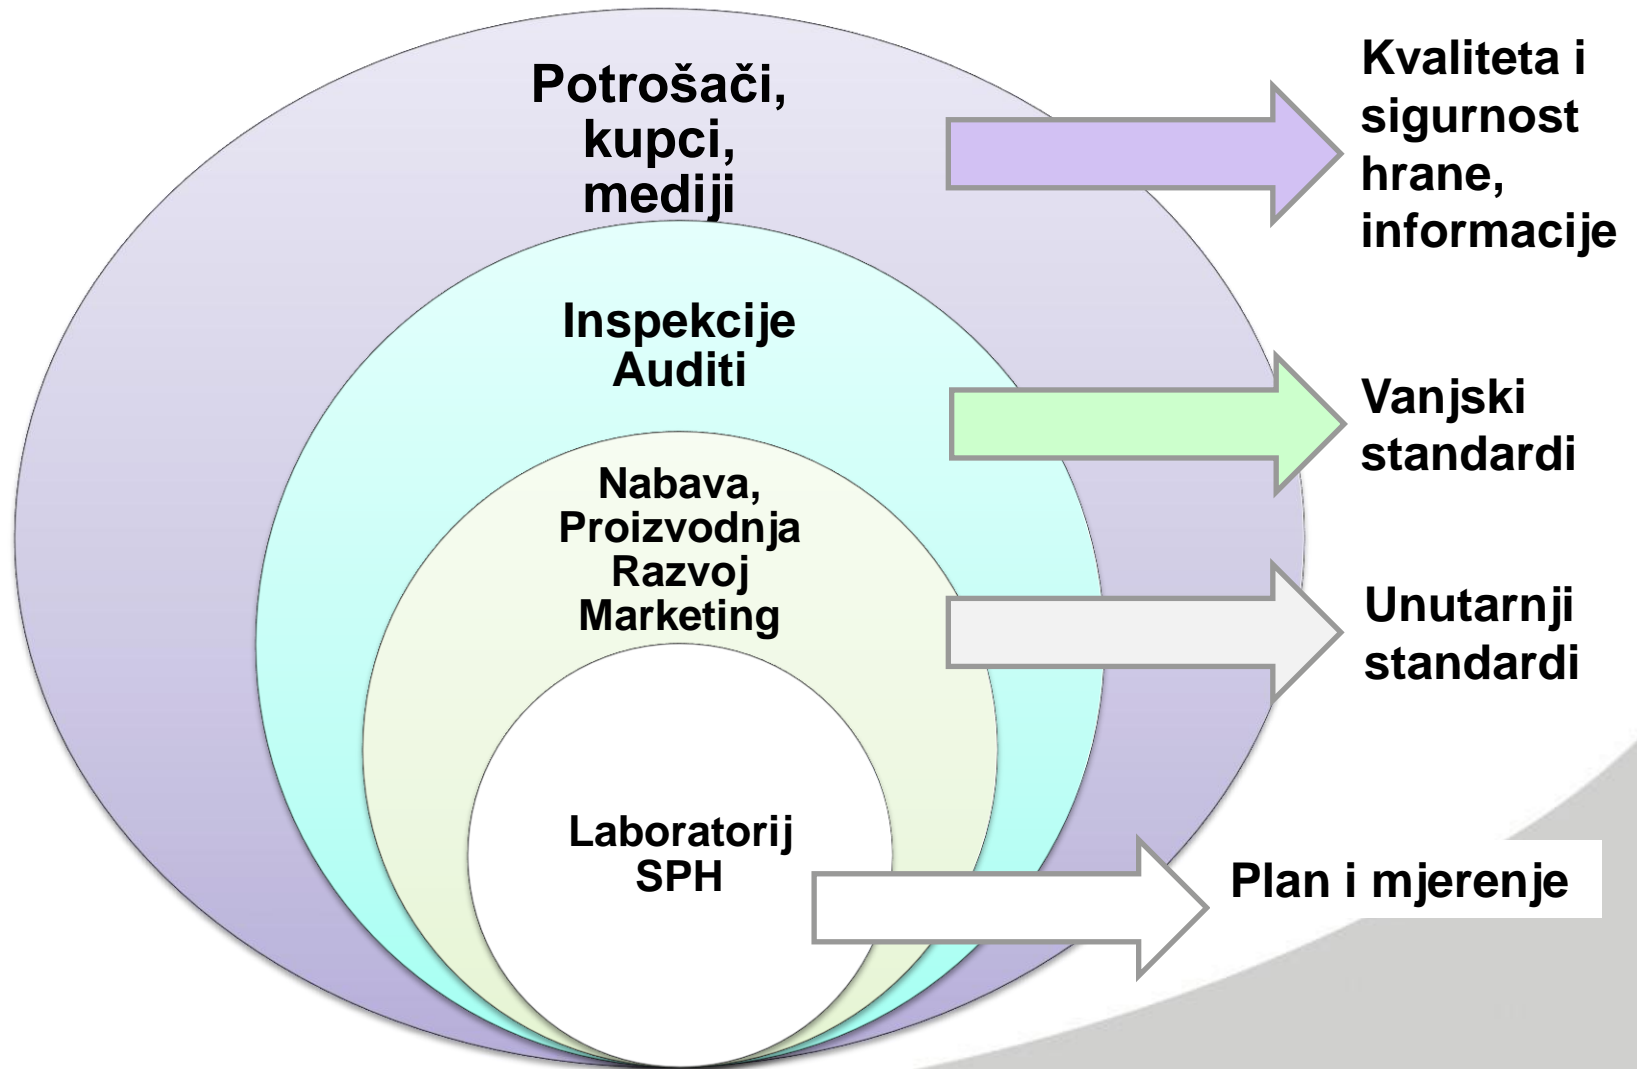 Potrošači,
kupci,
mediji
Kvaliteta i
sigurnost
hrane,
informacije
Inspekcije
Auditi
Vanjski
standardi
Nabava,
Proizvodnja
Razvoj
Marketing
Unutarnji
standardi
Laboratorij
SPH
Plan i mjerenje